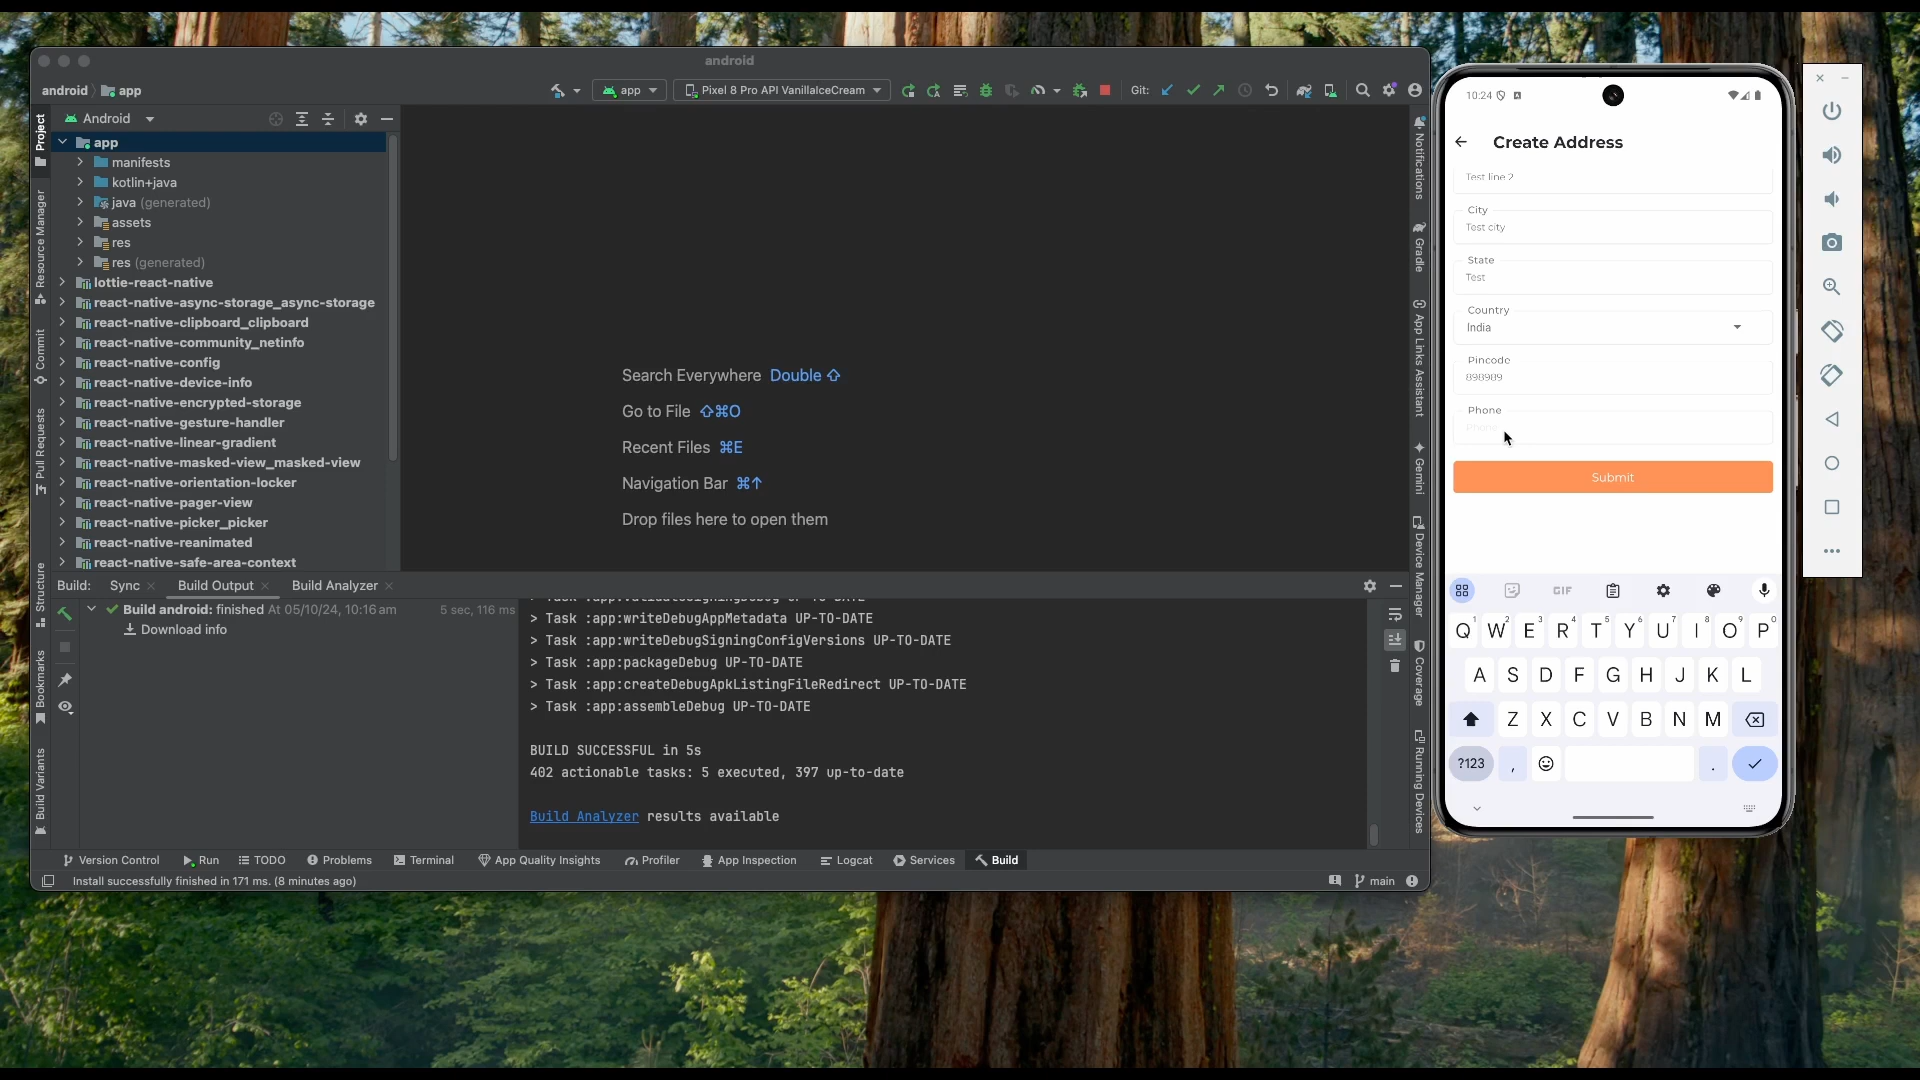 android
android
app
app
Pixel 8 Pro API VanillaIceCream
Git:
Project
Resource Manager
Commit
Pull Requests
Structure
Bookmarks
Build Variants
Android
app
manifests
kotlin+java
java (generated)
assets
res
res (generated)
lottie-react-native
react-native-async-storage_async-storage
react-native-clipboard_clipboard
react-native-community_netinfo
react-native-config
react-native-device-info
react-native-encrypted-storage
react-native-gesture-handler
react-native-linear-gradient
react-native-masked-view_masked-view
react-native-orientation-locker
react-native-pager-view
react-native-picker_picker
react-native-reanimated
react-native-safe-area-context
Search Everywhere Double ⇧
Go to File ⇧⌘O
Recent Files ⌘E
Navigation Bar ⌘↑
Drop files here to open them
Notifications
Gradle
App Links Assistant
Gemini
Device Manager
Coverage
Running Devices
Build:
Sync
Build Output
Build Analyzer
Build android: finished At 05/10/24, 10:16 am 5 sec, 116 ms
Download info
> Task :app:writeDebugAppMetadata UP-TO-DATE
> Task :app:writeDebugSigningConfigVersions UP-TO-DATE
> Task :app:packageDebug UP-TO-DATE
> Task :app:createDebugApkListingFileRedirect UP-TO-DATE
> Task :app:assembleDebug UP-TO-DATE
BUILD SUCCESSFUL in 5s
402 actionable tasks: 5 executed, 397 up-to-date
Build Analyzer results available
Version Control
Run
TODO
Problems
Terminal
App Quality Insights
Profiler
App Inspection
Logcat
Services
Build
Install successfully finished in 171 ms. (8 minutes ago)
main
10:24
Create Address
Test line 2
City
Test city
State
Test
Country
India
Pincode
898989
Phone
Phone
Submit
GIF
Q1 W2 E3 R4 T5 Y6 U7 I8 O9 P0
A S D F G H J K L
Z X C V B N M
?123 , .